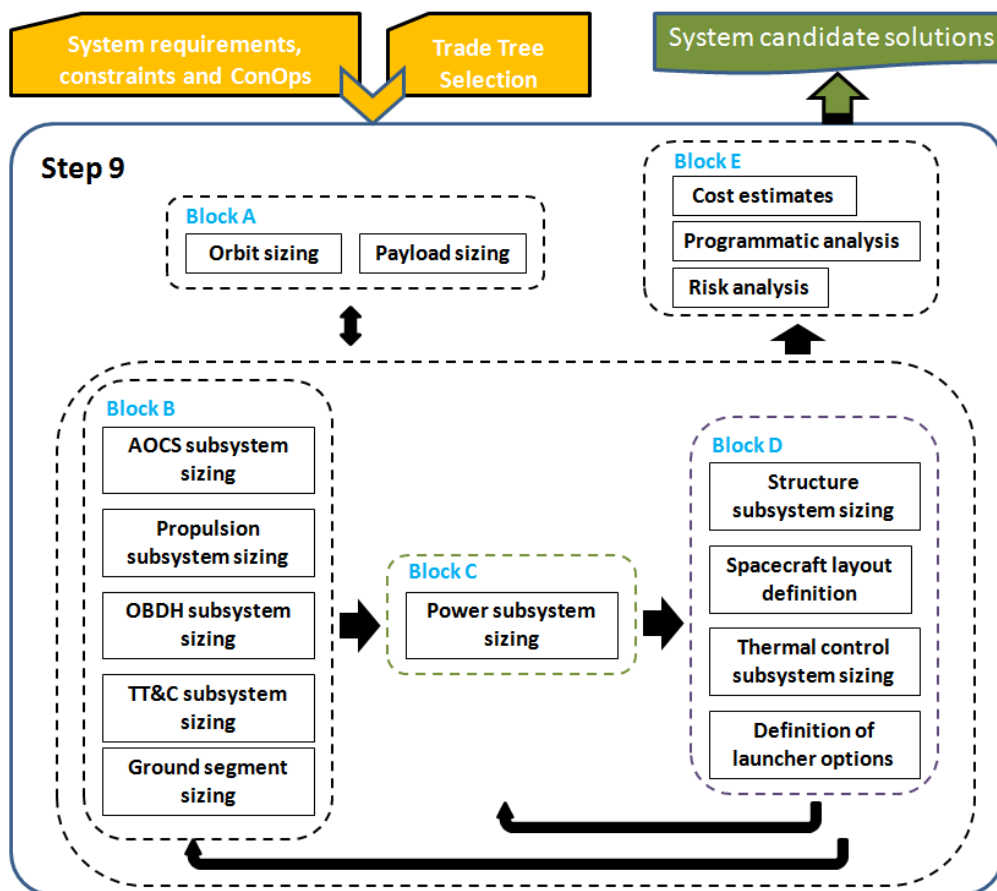 System requirements,
constraints and ConOps
Trade Tree
Selection
System candidate solutions
Step 9
Block A
Orbit sizing
Payload sizing
Block E
Cost estimates
Programmatic analysis
Risk analysis
Block B
AOCS subsystem
sizing
Propulsion
subsystem sizing
OBDH subsystem
sizing
TT&C subsystem
sizing
Ground segment
sizing
Block C
Power subsystem
sizing
Block D
Structure
subsystem sizing
Spacecraft layout
definition
Thermal control
subsystem sizing
Definition of
launcher options